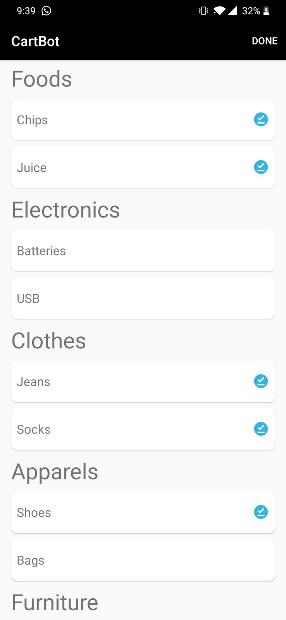 9:39
32%
CartBot
DONE
Foods
Chips
Juice
Electronics
Batteries
USB
Clothes
Jeans
Socks
Apparels
Shoes
Bags
Furniture